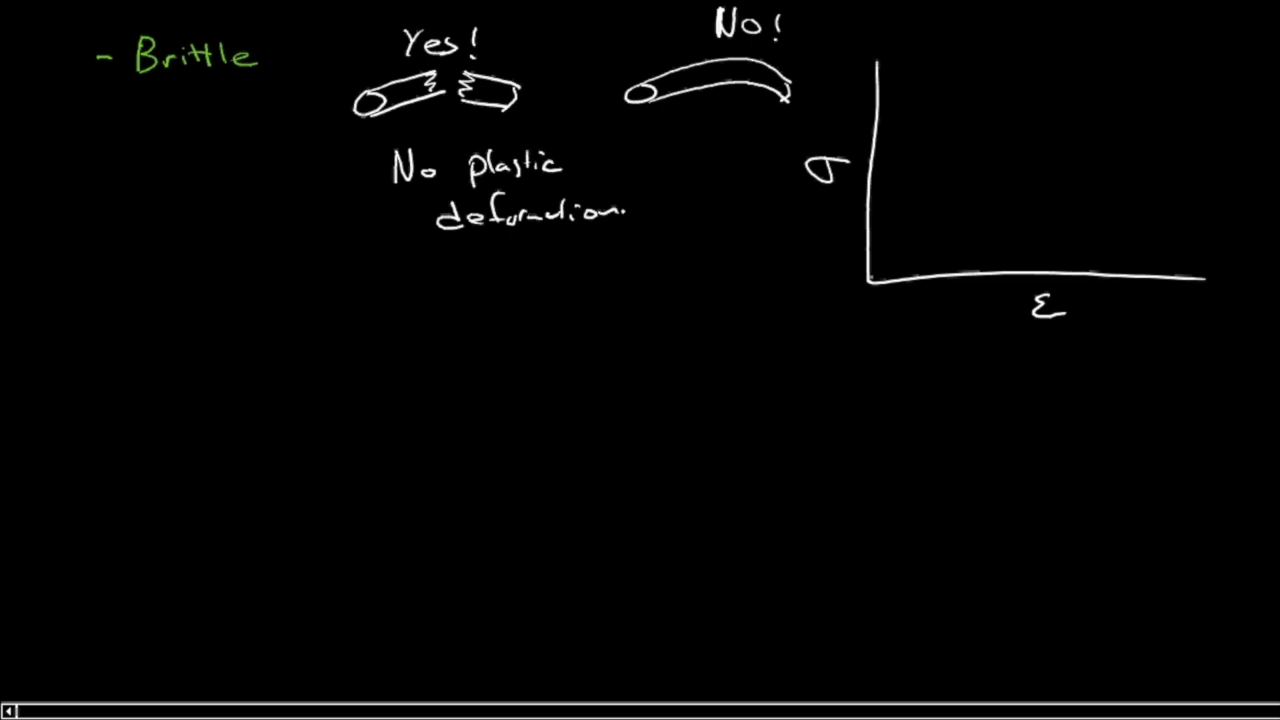 - Brittle
Yes!
No!
No plastic
deformation.
σ
ε